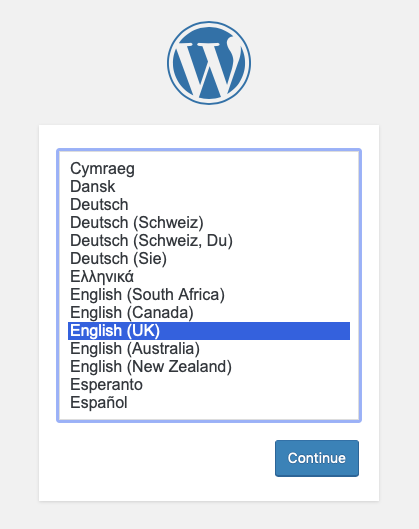 Cymraeg
Dansk
Deutsch
Deutsch (Schweiz)
Deutsch (Schweiz, Du)
Deutsch (Sie)
Ελληνικά
English (South Africa)
English (Canada)
English (UK)
English (Australia)
English (New Zealand)
Esperanto
Español
Continue